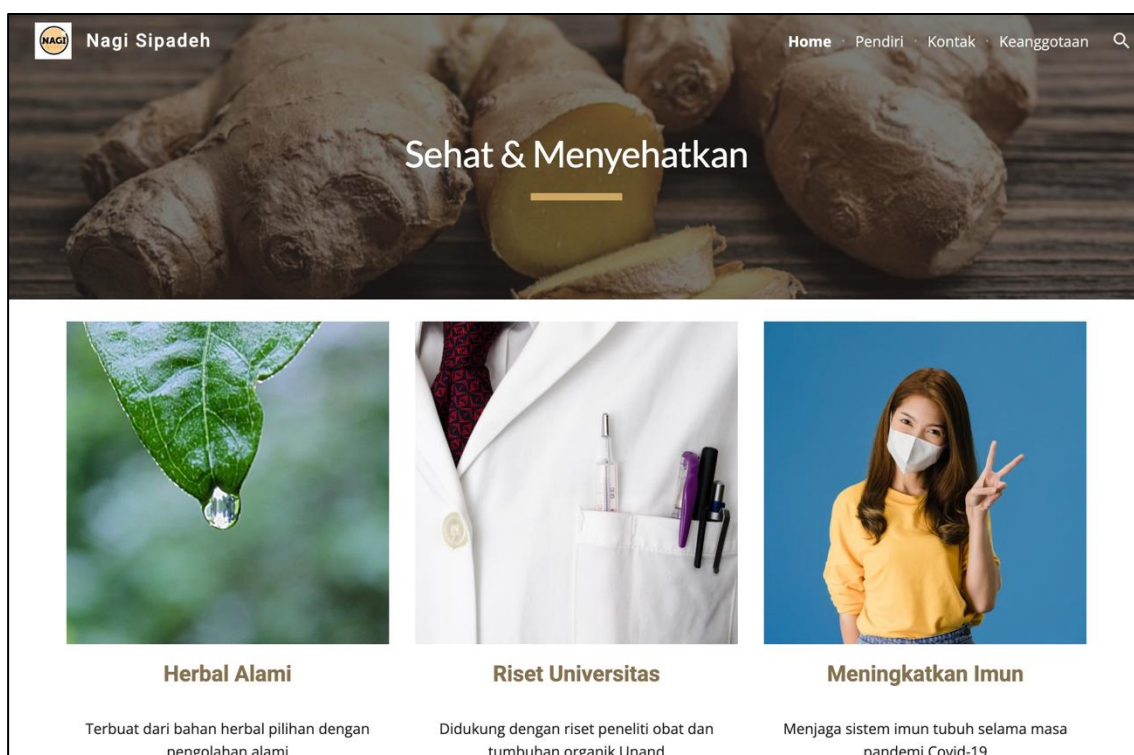 NAGI
Nagi Sipadeh
Home · Pendiri · Kontak · Keanggotaan
Sehat & Menyehatkan
Herbal Alami
Riset Universitas
Meningkatkan Imun
Terbuat dari bahan herbal pilihan dengan
pengolahan alami
Didukung dengan riset peneliti obat dan
tumbuhan organik Unand
Menjaga sistem imun tubuh selama masa
pandemi Covid-19